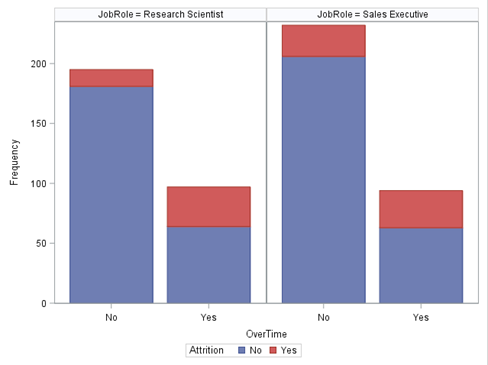 JobRole = Research Scientist
JobRole = Sales Executive
Frequency
200
150
100
50
0
No Yes No Yes
OverTime
Attrition No Yes